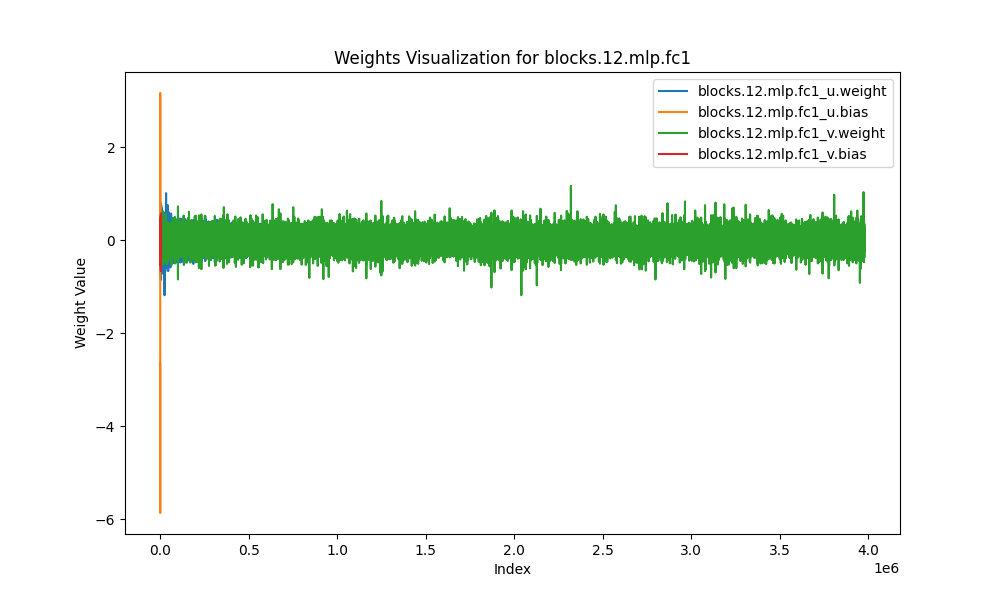 Weights Visualization for blocks.12.mlp.fc1
blocks.12.mlp.fc1_u.weight
blocks.12.mlp.fc1_u.bias
blocks.12.mlp.fc1_v.weight
blocks.12.mlp.fc1_v.bias
Weight Value
2
0
−2
−4
−6
0.0 0.5 1.0 1.5 2.0 2.5 3.0 3.5 4.0
1e6
Index